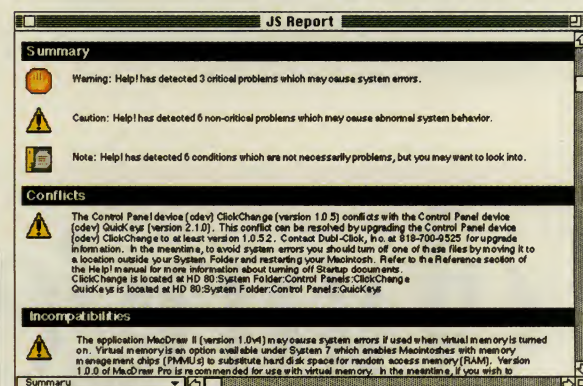 JS Report
Summary
Warning: Help! has detected 3 critical problems which may cause system errors.
Caution: Help! has detected 6 non-critical problems which may cause abnormal system behavior.
Note: Help! has detected 6 conditions which are not necessarily problems, but you may want to look into.
Conflicts
The Control Panel device (cdev) ClickChange (version 1.0.5) conflicts with the Control Panel device
(cdev) QuicKeys (version 2.1.0). This conflict can be resolved by upgrading the Control Panel device
(cdev) ClickChange to at least version 1.0.5.2. Contact Dubl-Click, Inc. at 818-700-9525 for upgrade
information. In the meantime, to avoid system errors you should turn off one of these files by moving it to
a location outside your System Folder and restarting your Macintosh. Refer to the Reference section of
the Help! manual for more information about turning off Startup documents.
ClickChange is located at HD 80:System Folder:Control Panels:ClickChange
QuicKeys is located at HD 80:System Folder:Control Panels:QuicKeys
Incompatibilities
The application MacDraw II (version 1.0v4) may cause system errors if used when virtual memory is turned
on. Virtual memory is an option available under System 7 which enables Macintoshes with memory
management chips (PMMUs) to substitute hard disk space for random access memory (RAM). Version
1.0.0 of MacDraw Pro is recommended for use with virtual memory. In the meantime, if you wish to
Summary